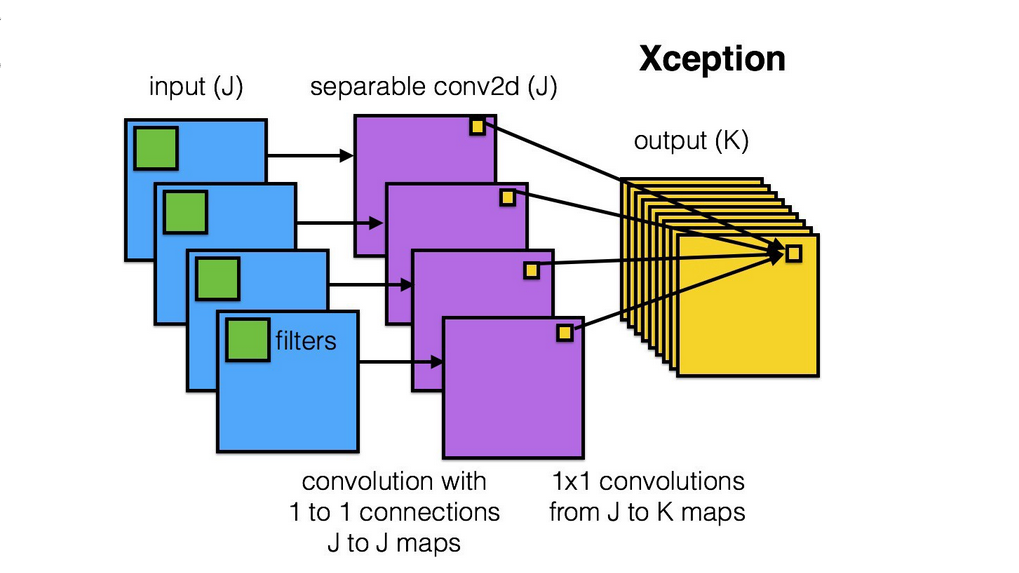 Xception
input (J)
separable conv2d (J)
output (K)
filters
convolution with
1 to 1 connections
J to J maps
1x1 convolutions
from J to K maps